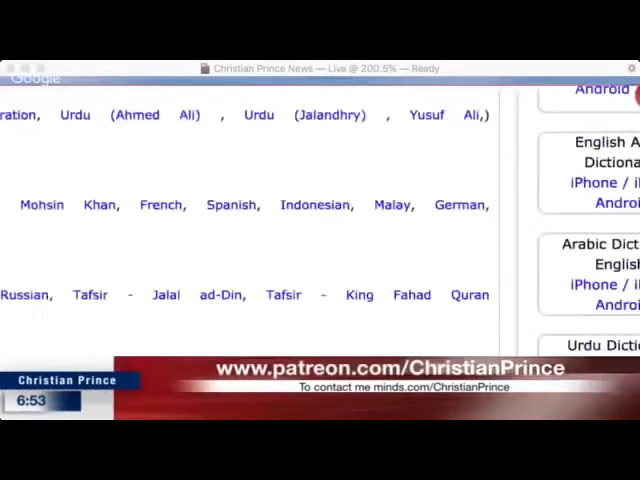 Christian Prince News — Live @ 200.5% — Ready
Google
ration, Urdu (Ahmed Ali) , Urdu (Jalandhry) , Yusuf Ali,)
Mohsin Khan, French, Spanish, Indonesian, Malay, German,
Russian, Tafsir - Jalal ad-Din, Tafsir - King Fahad Quran
Android
English A
Dictionar
iPhone / i
Androi
Arabic Dict
English
iPhone / i
Androi
Urdu Dictio
www.patreon.com/ChristianPrince
To contact me minds.com/ChristianPrince
Christian Prince
6:53